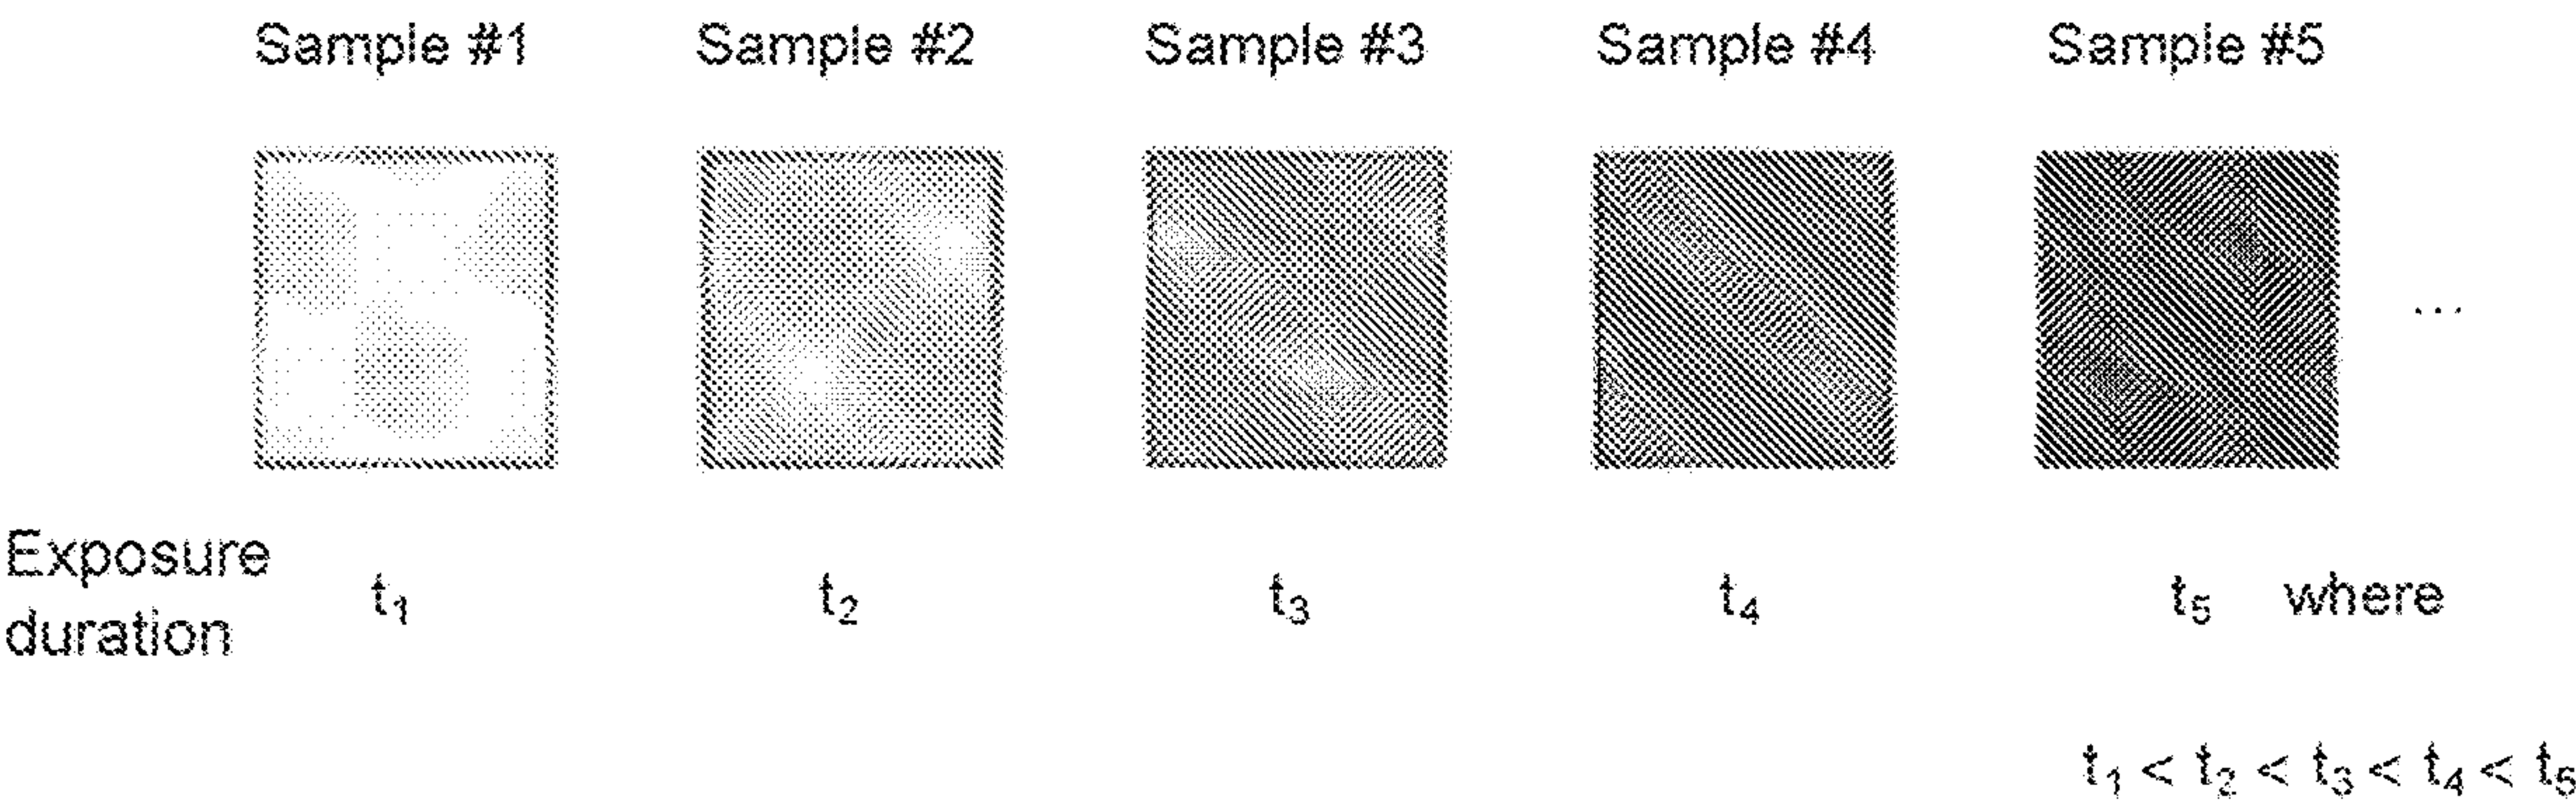 Sample #1 Sample #2 Sample #3 Sample #4 Sample #5
...
Exposure
duration t₁ t₂ t₃ t₄ t₅ where
t₁ < t₂ < t₃ < t₄ < t₅